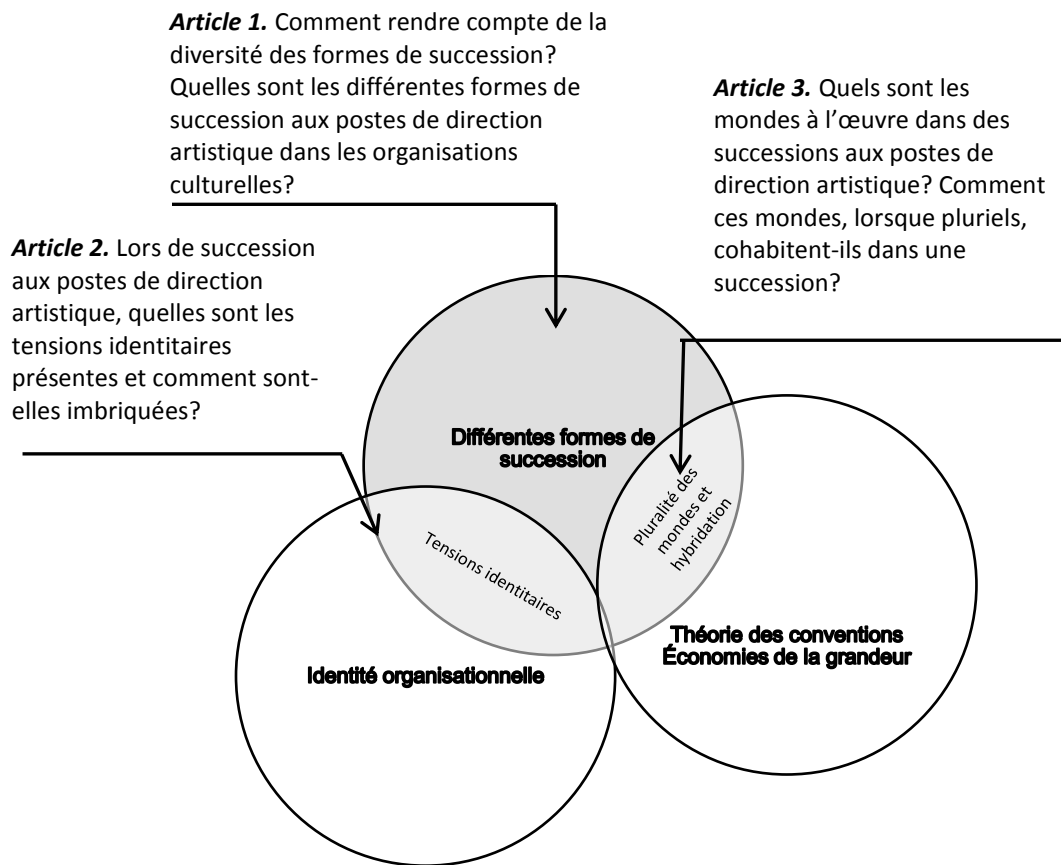 Article 1. Comment rendre compte de la
diversité des formes de succession?
Quelles sont les différentes formes de
succession aux postes de direction
artistique dans les organisations
culturelles?
Article 3. Quels sont les
mondes à l’œuvre dans des
successions aux postes de
direction artistique? Comment
ces mondes, lorsque pluriels,
cohabitent-ils dans une
succession?
Article 2. Lors de succession
aux postes de direction
artistique, quelles sont les
tensions identitaires
présentes et comment sont-
elles imbriquées?
Différentes formes de
succession
Pluralité des
mondes et
hybridation
Tensions identitaires
Théorie des conventions
Économies de la grandeur
Identité organisationnelle